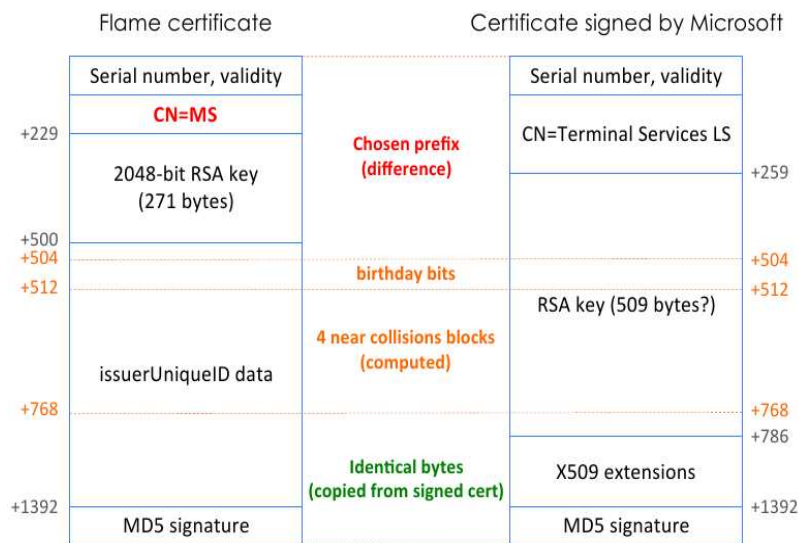 Flame certificate
Certificate signed by Microsoft
Serial number, validity
Serial number, validity
CN=MS
+229
CN=Terminal Services LS
Chosen prefix
(difference)
2048-bit RSA key
(271 bytes)
+259
+500
+504
+504
birthday bits
+512
+512
RSA key (509 bytes?)
4 near collisions blocks
(computed)
issuerUniqueID data
+768
+768
+786
Identical bytes
(copied from signed cert)
X509 extensions
+1392
+1392
MD5 signature
MD5 signature